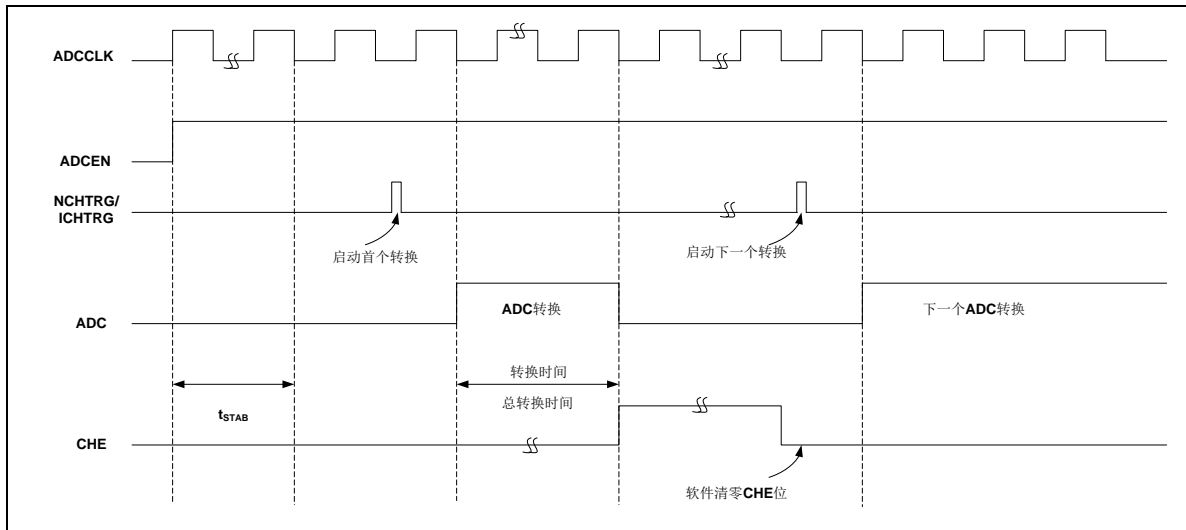 ADCCLK
ADCEN
NCHTRG/
ICHTRG
启动首个转换
启动下一个转换
ADC
ADC转换
下一个ADC转换
转换时间
总转换时间
tSTAB
CHE
软件清零CHE位